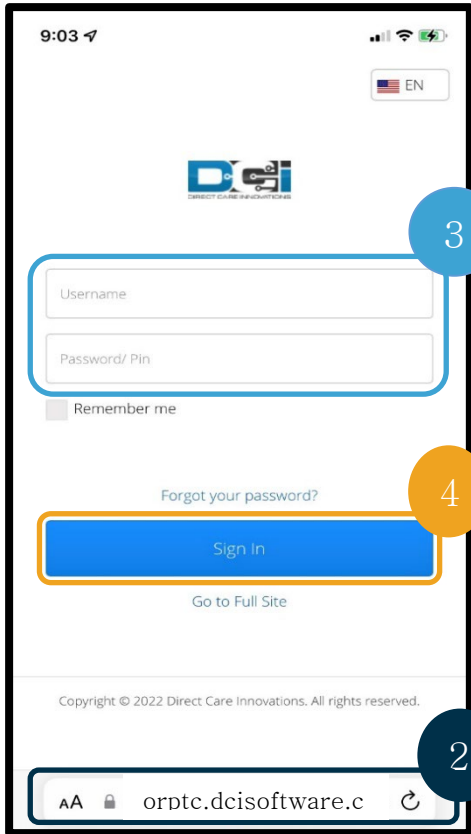 9:03
EN
DCi
DIRECT CARE INNOVATIONS
3
Username
Password/ Pin
Remember me
Forgot your password?
4
Sign In
Go to Full Site
Copyright © 2022 Direct Care Innovations. All rights reserved.
2
AA orptc.dcisoftware.c